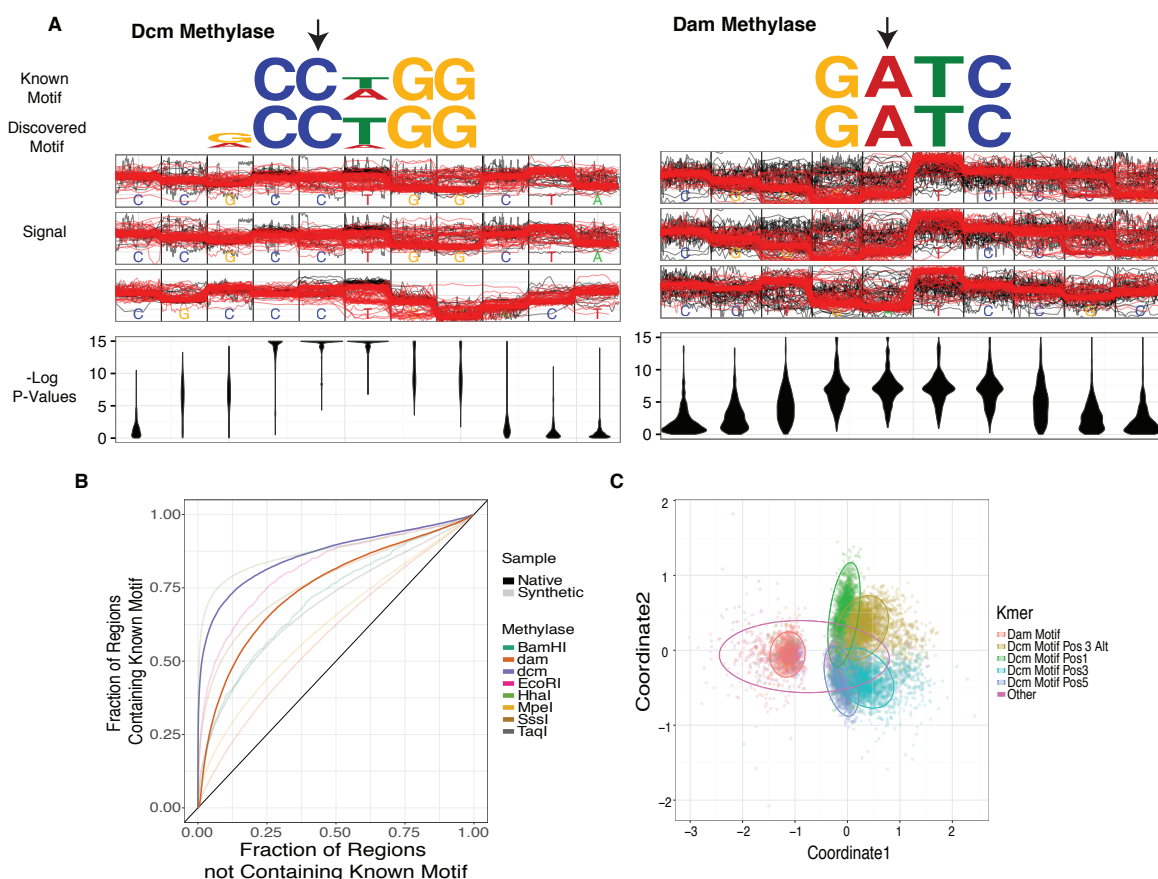 A
Dcm Methylase
Dam Methylase
Known
Motif
CCTAGG
GATC
Discovered
Motif
GACCTAGG
GATC
Signal
C C G C C T G G C T A
C C G C C T G G C T A
C G C C C T G C T
C G T C C C C
C T C C C C
C C T G T C C G C
-Log
P-Values
15
10
5
0
15
10
5
0
B
Fraction of Regions
Containing Known Motif
1.00
0.75
0.50
0.25
0.00
0.00 0.25 0.50 0.75 1.00
Fraction of Regions
not Containing Known Motif
Sample
Native
Synthetic
Methylase
BamHI
dam
dcm
EcoRI
HhaI
MpeI
SssI
TaqI
C
Coordinate2
2
1
0
−1
−2
−3 −2 −1 0 1 2
Coordinate1
Kmer
Dam Motif
Dcm Motif Pos 3 Alt
Dcm Motif Pos1
Dcm Motif Pos3
Dcm Motif Pos5
Other